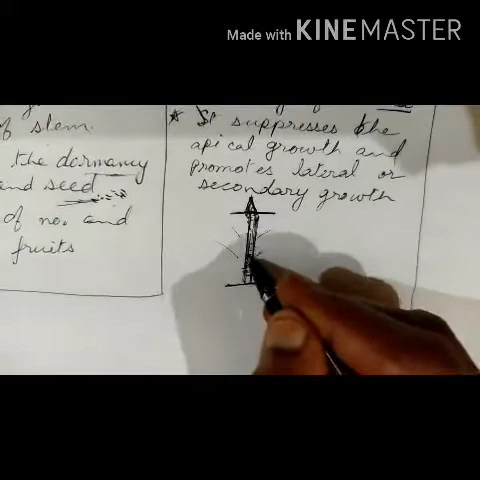 Made with KINEMASTER
of stem.
the dormancy
and seed
of no. and
fruits
* It suppresses the
apical growth and
promotes lateral or
secondary growth